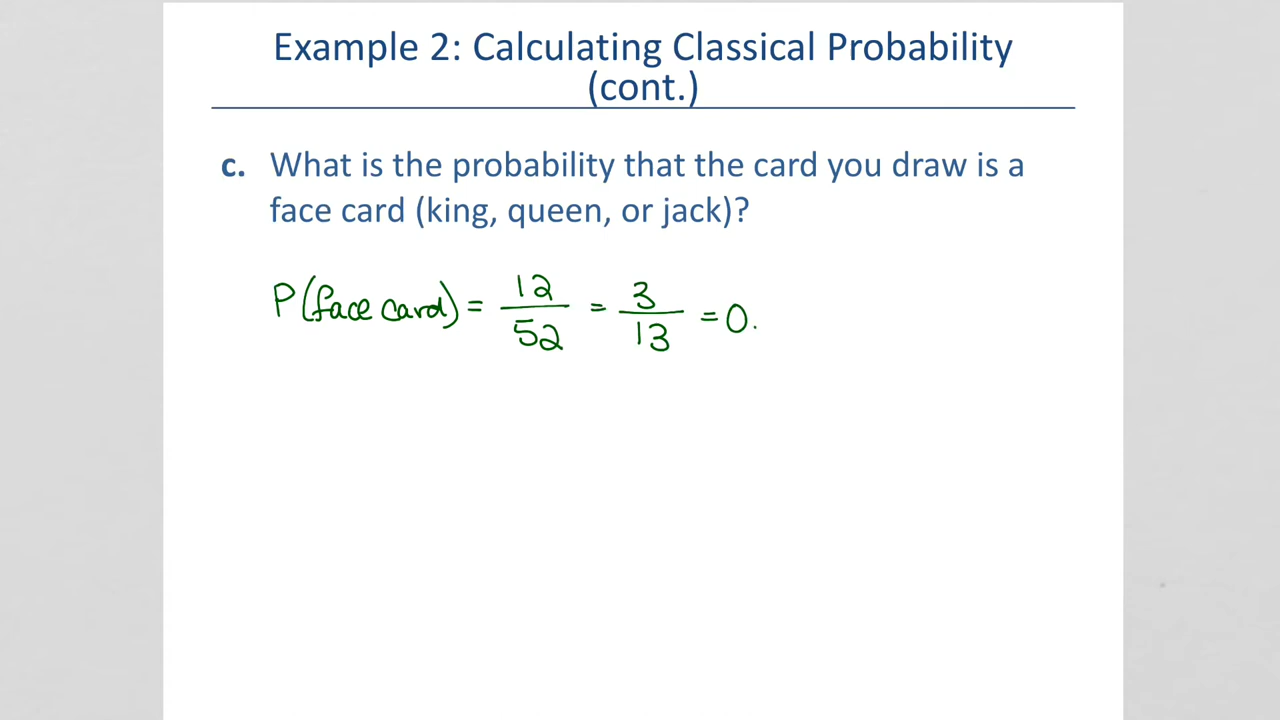 Example 2: Calculating Classical Probability
(cont.)
c. What is the probability that the card you draw is a
face card (king, queen, or jack)?
P(face card) = 12/52 = 3/13 = 0.